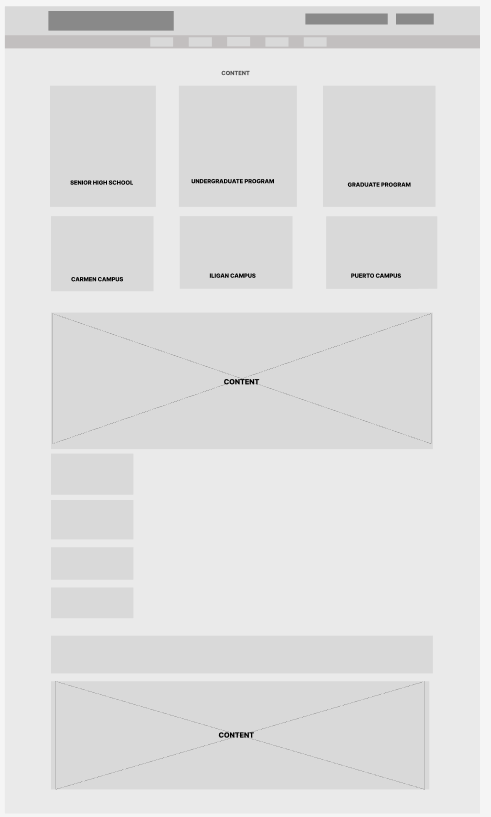 CONTENT
SENIOR HIGH SCHOOL
UNDERGRADUATE PROGRAM
GRADUATE PROGRAM
CARMEN CAMPUS
ILIGAN CAMPUS
PUERTO CAMPUS
CONTENT
CONTENT